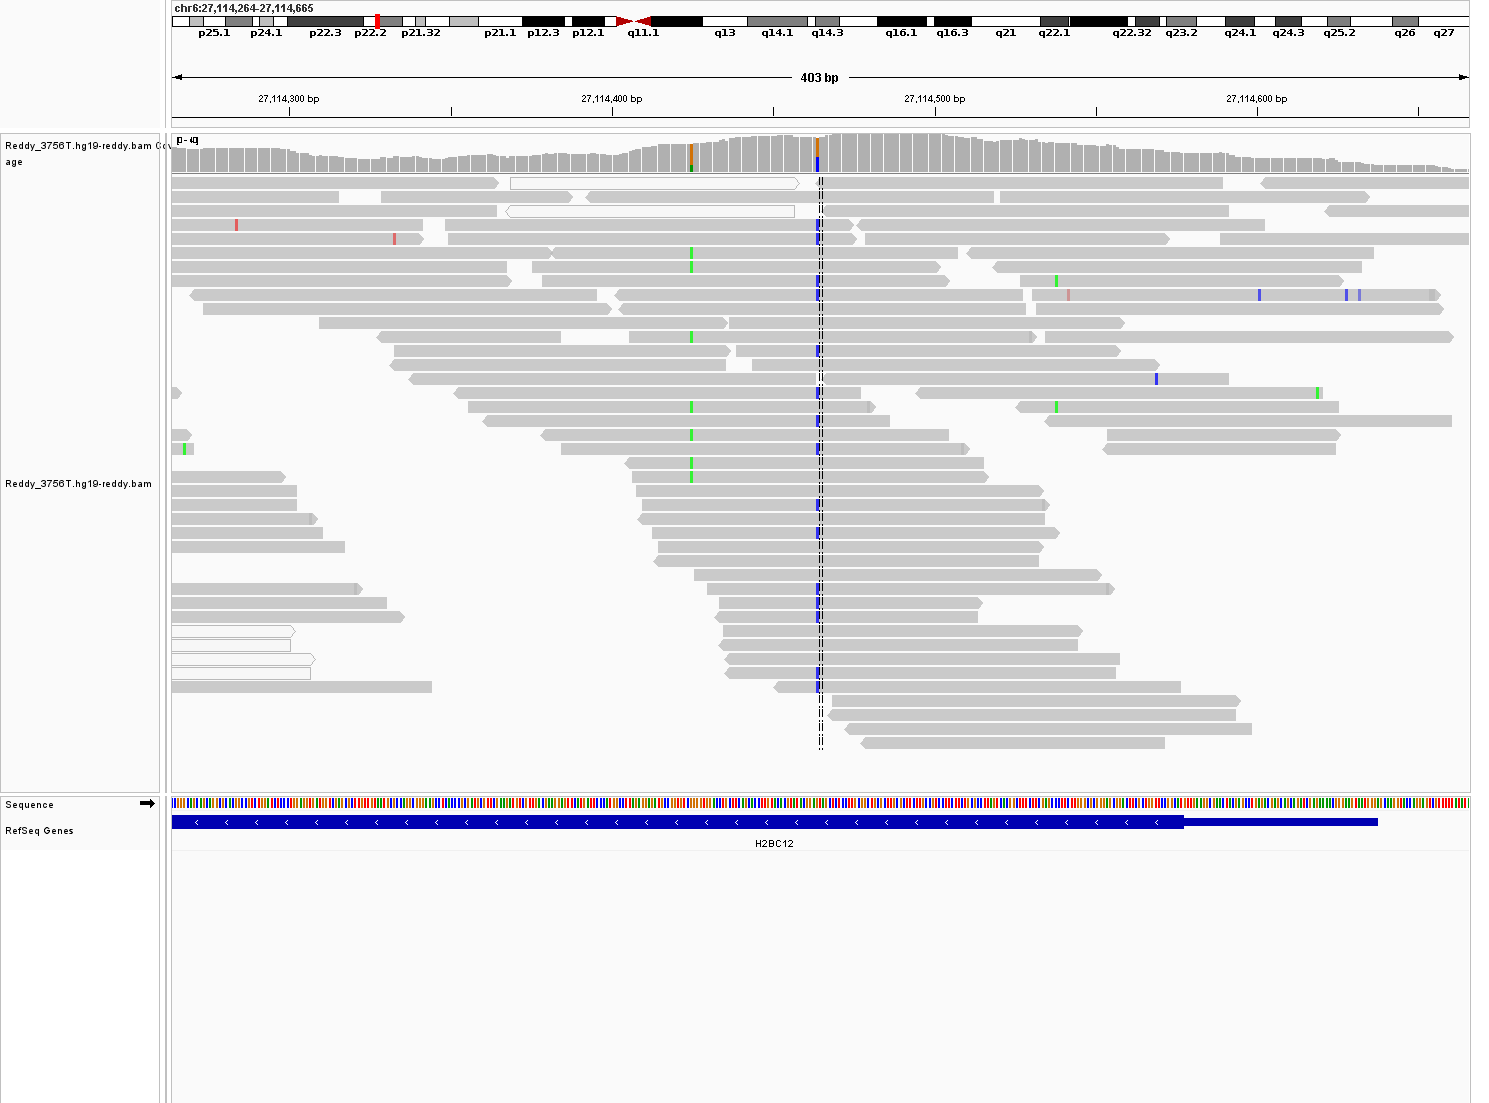 chr6:27,114,264-27,114,665
p25.1 p24.1 p22.3 p22.2 p21.32 p21.1 p12.3 p12.1 q11.1 q13 q14.1 q14.3 q16.1 q16.3 q21 q22.1 q22.32 q23.2 q24.1 q24.3 q25.2 q26 q27
403 bp
27,114,300 bp 27,114,400 bp 27,114,500 bp 27,114,600 bp
Reddy_3756T.hg19-reddy.bam Cov
age
Reddy_3756T.hg19-reddy.bam
Sequence
RefSeq Genes
H2BC12